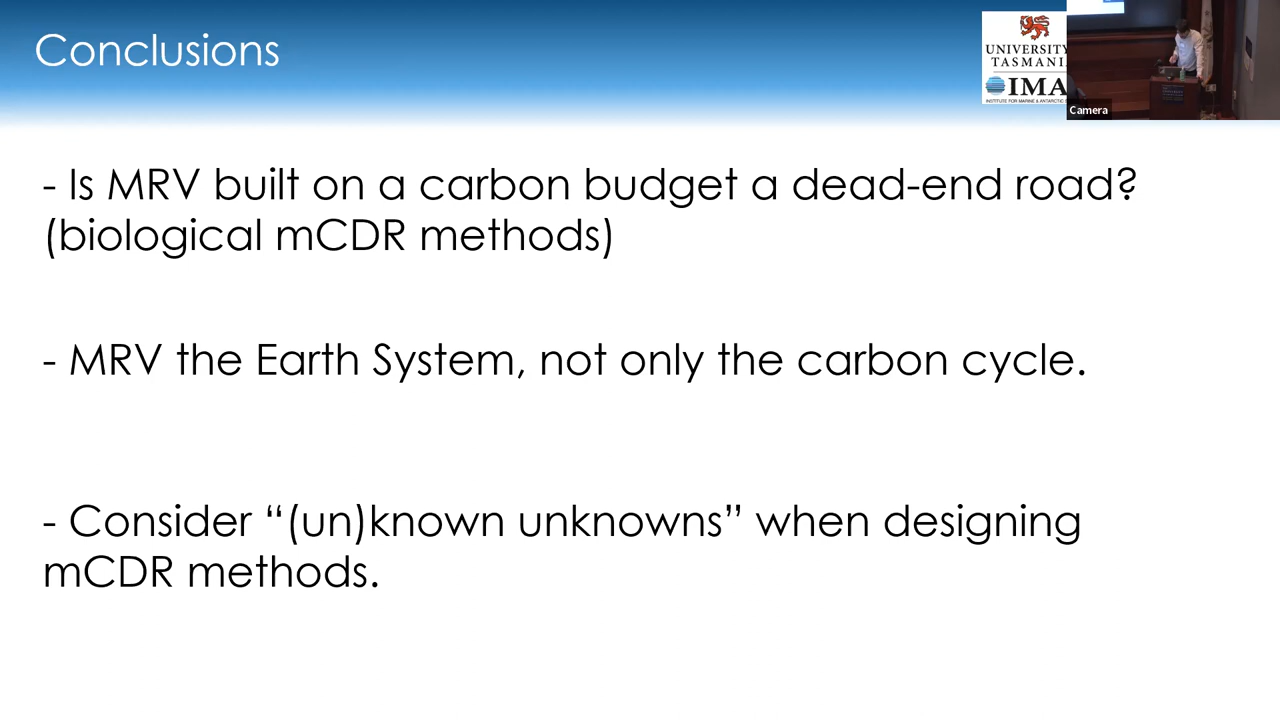 Conclusions
UNIVERSITY
TASMANI
IMA
INSTITUTE FOR MARINE & ANTARCTIC
Camera
- Is MRV built on a carbon budget a dead-end road?
(biological mCDR methods)
- MRV the Earth System, not only the carbon cycle.
- Consider “(un)known unknowns” when designing
mCDR methods.